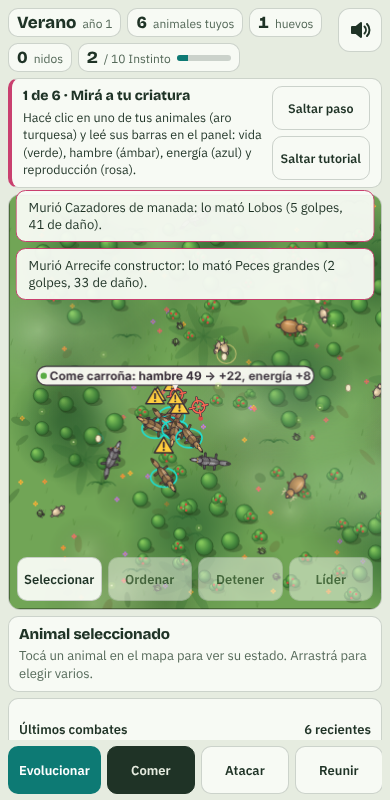 Verano año 1
6 animales tuyos
1 huevos
0 nidos
2 / 10 Instinto
1 de 6 · Mirá a tu criatura
Hacé clic en uno de tus animales (aro
turquesa) y leé sus barras en el panel: vida
(verde), hambre (ámbar), energía (azul) y
reproducción (rosa).
Saltar paso
Saltar tutorial
Murió Cazadores de manada: lo mató Lobos (5 golpes,
41 de daño).
Murió Arrecife constructor: lo mató Peces grandes (2
golpes, 33 de daño).
Come carroña: hambre 49 → +22, energía +8
Seleccionar
Ordenar
Detener
Líder
Animal seleccionado
Tocá un animal en el mapa para ver su estado. Arrastrá para
elegir varios.
Últimos combates
6 recientes
Evolucionar
Comer
Atacar
Reunir